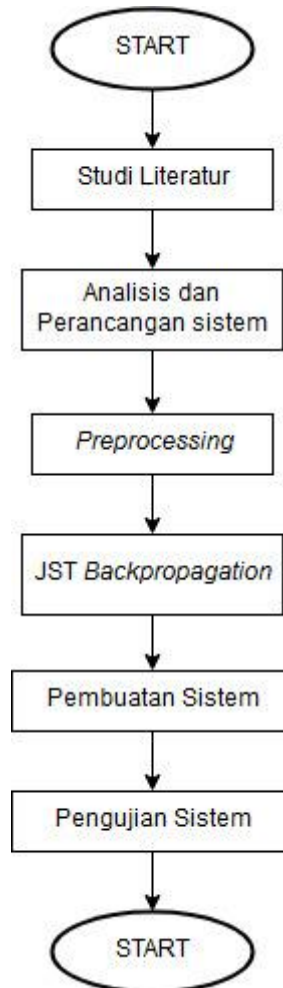 START
Studi Literatur
Analisis dan
Perancangan sistem
Preprocessing
JST Backpropagation
Pembuatan Sistem
Pengujian Sistem
START